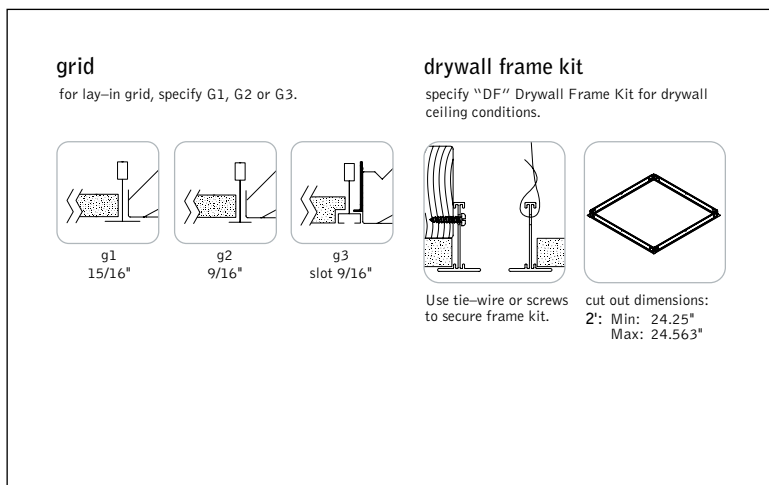 grid
for lay–in grid, specify G1, G2 or G3.
g1
15/16"
g2
9/16"
g3
slot 9/16"
drywall frame kit
specify “DF” Drywall Frame Kit for drywall
ceiling conditions.
Use tie–wire or screws
to secure frame kit.
cut out dimensions:
2': Min: 24.25"
Max: 24.563"